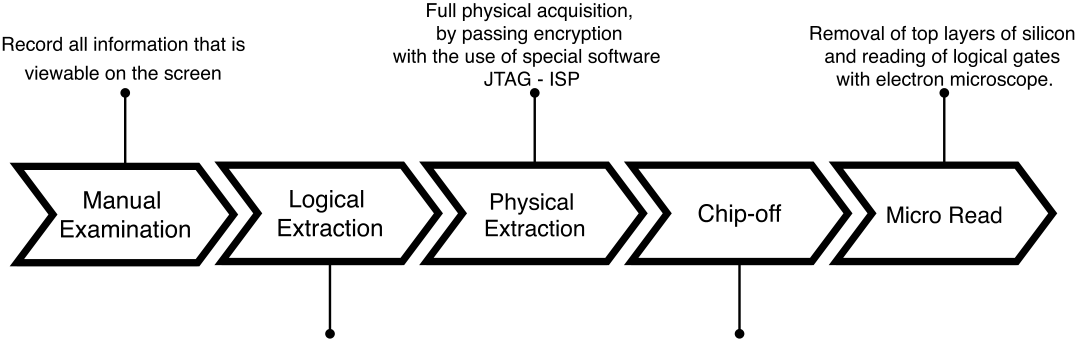 Record all information that is
viewable on the screen
Full physical acquisition,
by passing encryption
with the use of special software
JTAG - ISP
Removal of top layers of silicon
and reading of logical gates
with electron microscope.
Manual
Examination
Logical
Extraction
Physical
Extraction
Chip-off
Micro Read